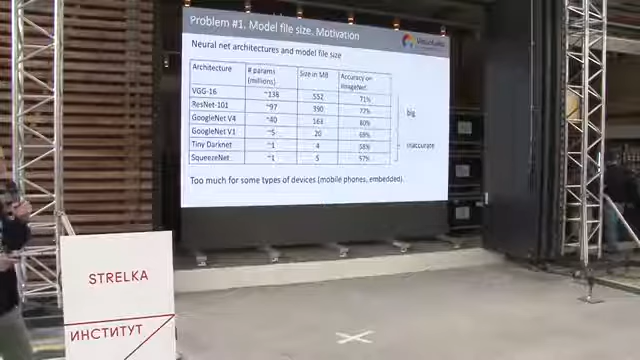 Problem #1. Model file size. Motivation
Neural net architectures and model file size
Architecture # params (millions) Size in MB Accuracy on ImageNet
VGG-16 ~138 552 71%
ResNet-101 ~97 390 77%
GoogleNet V4 ~40 163 80%
GoogleNet V1 ~5 20 69%
Tiny Darknet ~1 4 58%
SqueezeNet ~1 5 57%
big
inaccurate
Too much for some types of devices (mobile phones, embedded).
STRELKA
ИНСТИТУТ